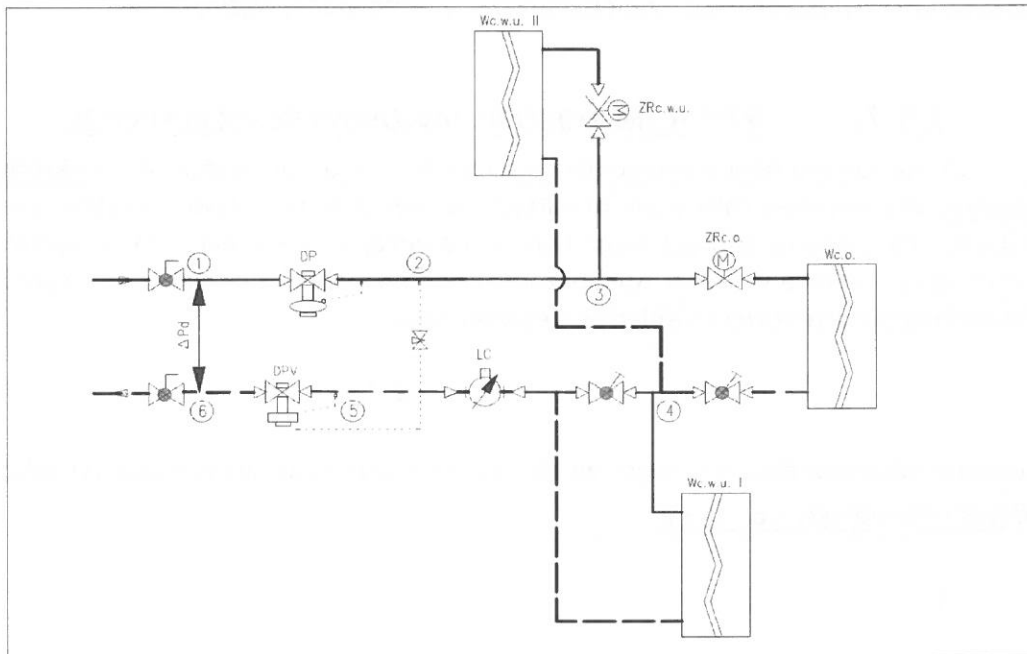 Wc.w.u. II
ZRc.w.u.
M
ZRc.o.
M
Wc.o.
1
DP
2
3
ΔPd
DPV
LC
6
5
4
Wc.w.u. I